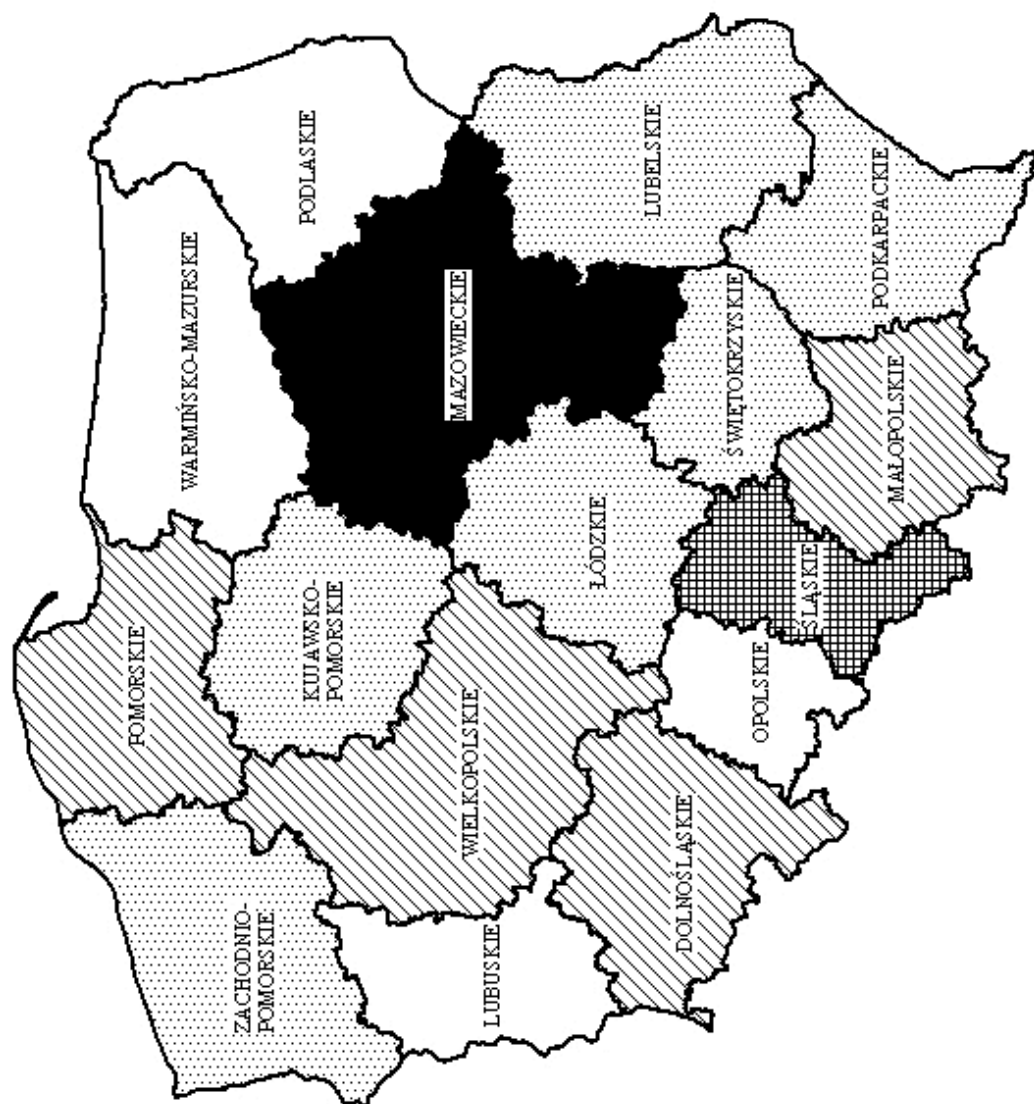 POMORSKIE
WARMIŃSKO-MAZURSKIE
PODLASKIE
ZACHODNIO-
POMORSKIE
KUJAWSKO-
POMORSKIE
MAZOWIECKIE
LUBUSKIE
WIELKOPOLSKIE
ŁÓDZKIE
LUBELSKIE
DOLNOŚLĄSKIE
OPOLSKIE
ŚLĄSKIE
ŚWIĘTOKRZYSKIE
MAŁOPOLSKIE
PODKARPACKIE